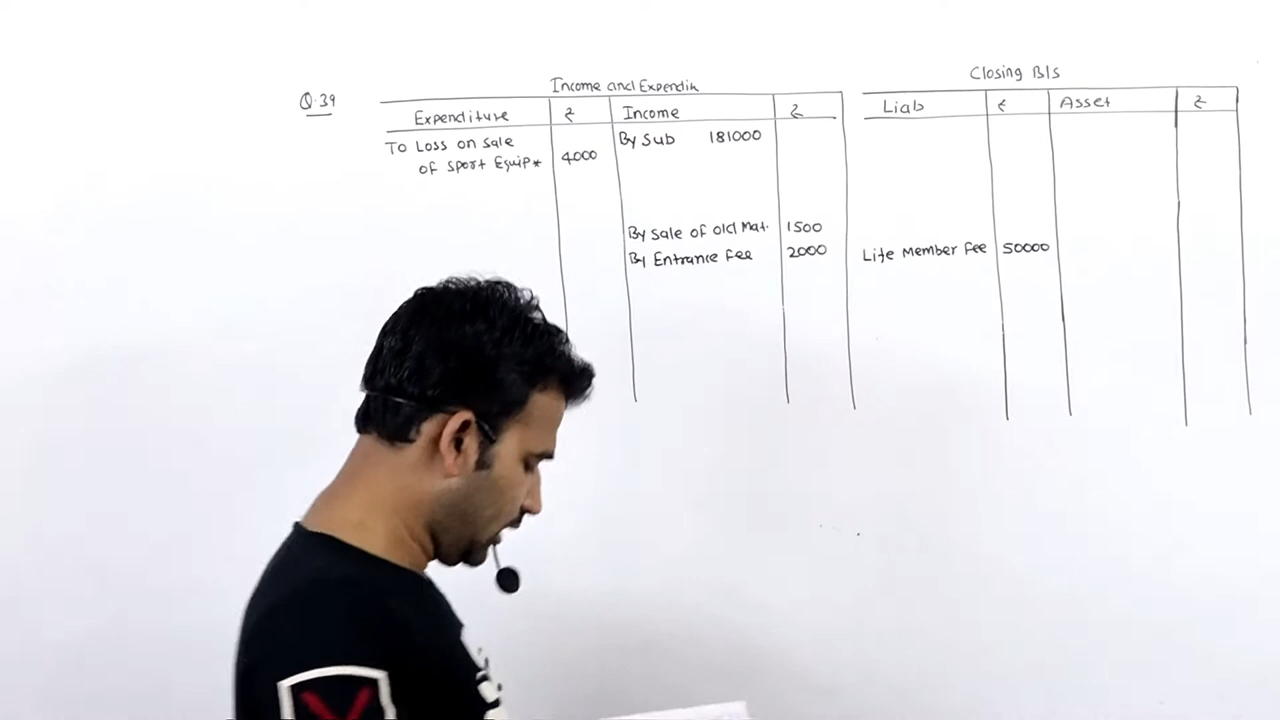 Q.39
Income and Expendit
Expenditure ₹ Income ₹
To Loss on sale
of sport Equip* 4000
By Sub 181000
By sale of old Mat. 1500
By Entrance Fee 2000
Closing B/s
Liab ₹ Asset ₹
Life Member Fee 50000